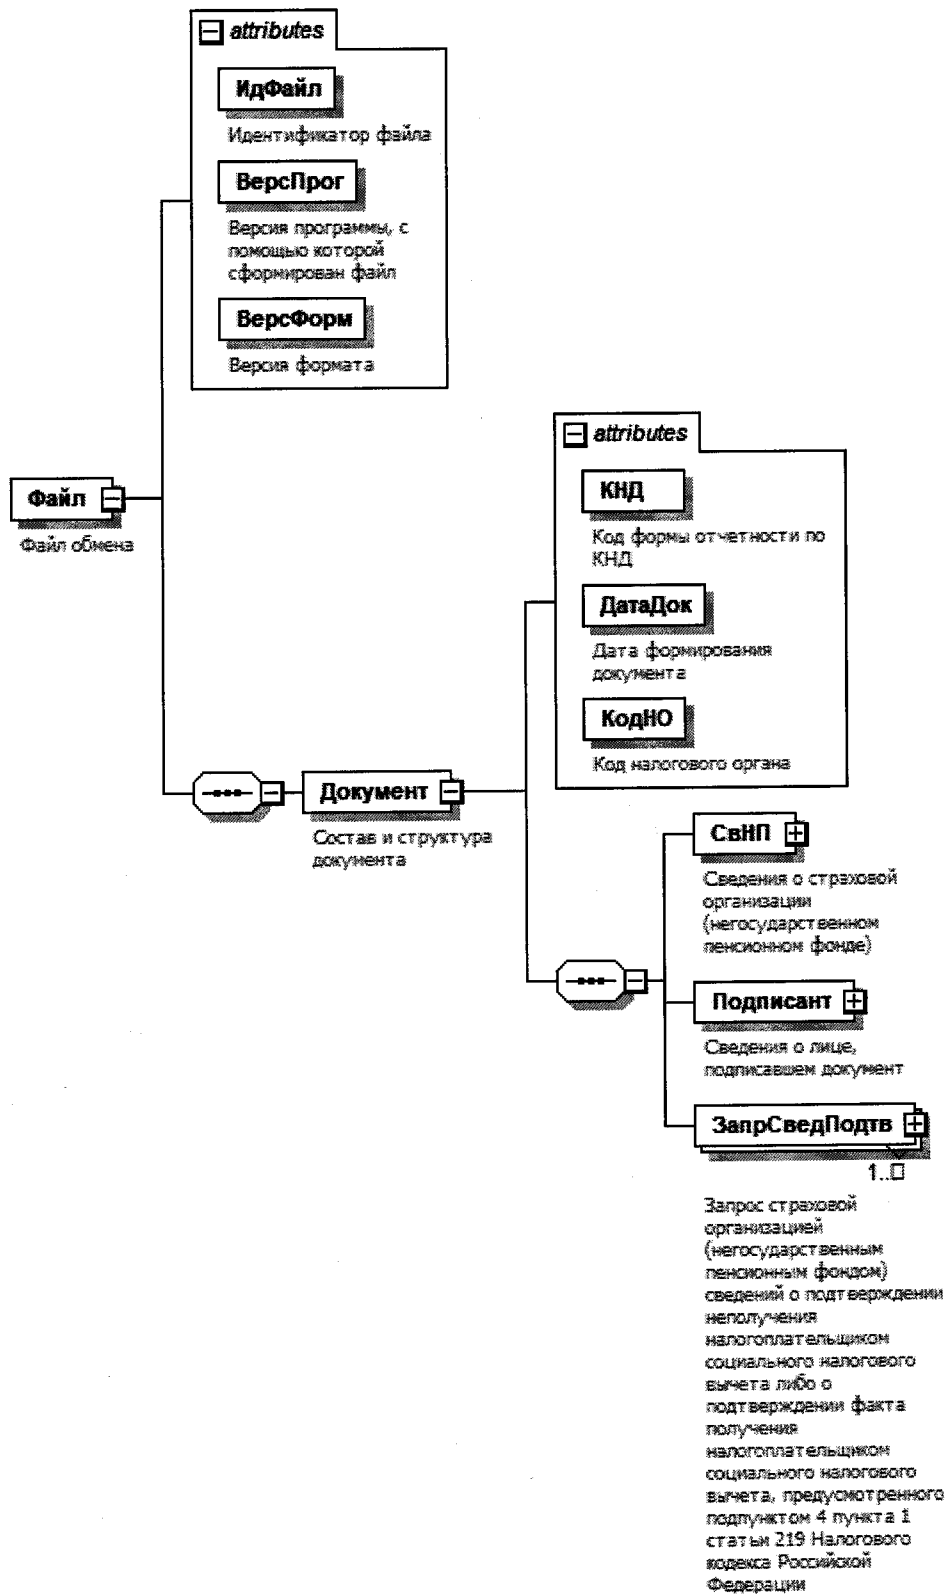 attributes
ИдФайл
Идентификатор файла
ВерсПрог
Версия программы, с
помощью которой
сформирован файл
ВерсФорм
Версия формата
Файл
Файл обмена
Документ
Состав и структура
документа
attributes
КНД
Код формы отчетности по
КНД
ДатаДок
Дата формирования
документа
КодНО
Код налогового органа
СвНП
Сведения о страховой
организации
(негосударственном
пенсионном фонде)
Подписант
Сведения о лице,
подписавшем документ
ЗапрСведПодтв
1..□
Запрос страховой
организацией
(негосударственным
пенсионным фондом)
сведений о подтверждении
неполучения
налогоплательщиком
социального налогового
вычета либо о
подтверждении факта
получения
налогоплательщиком
социального налогового
вычета, предусмотренного
подпунктом 4 пункта 1
статьи 219 Налогового
кодекса Российской
Федерации